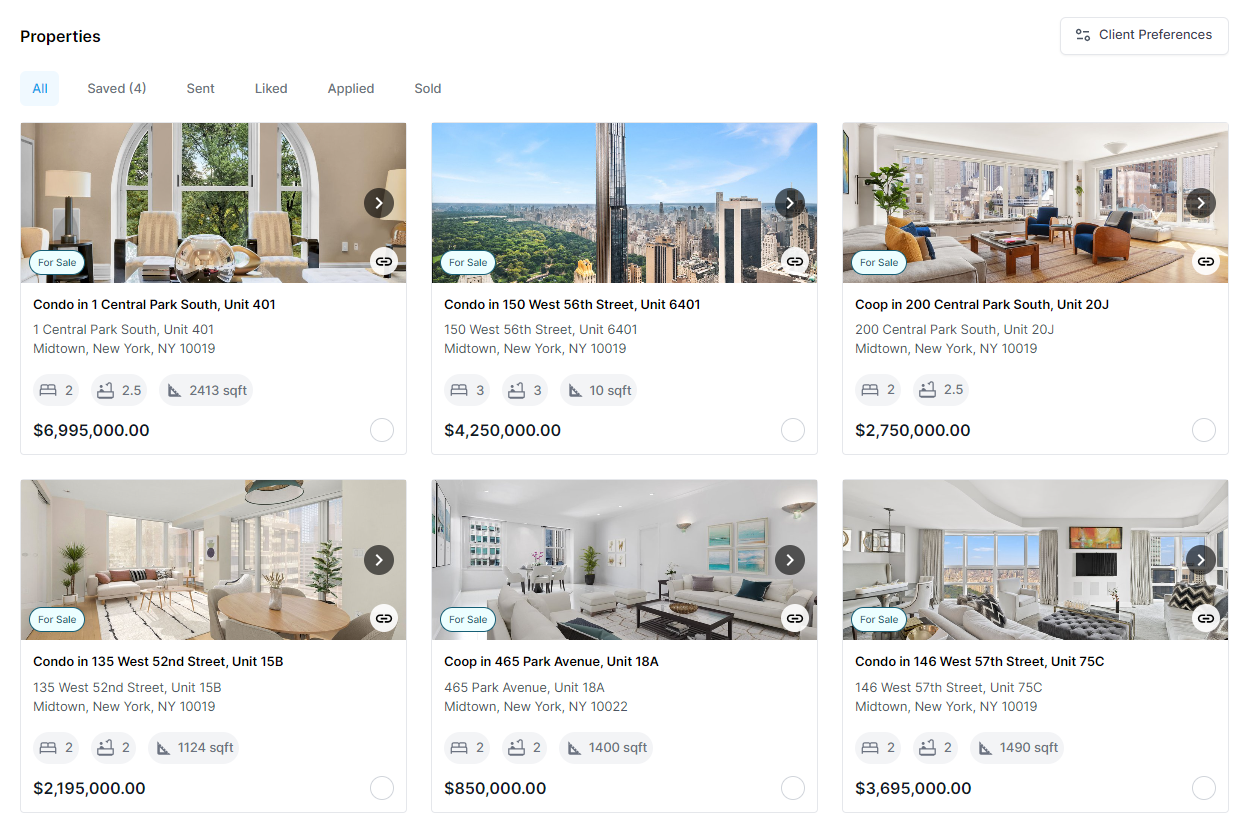 Properties
Client Preferences
All
Saved (4)
Sent
Liked
Applied
Sold
For Sale
Condo in 1 Central Park South, Unit 401
1 Central Park South, Unit 401
Midtown, New York, NY 10019
2
2.5
2413 sqft
$6,995,000.00
For Sale
Condo in 150 West 56th Street, Unit 6401
150 West 56th Street, Unit 6401
Midtown, New York, NY 10019
3
3
10 sqft
$4,250,000.00
For Sale
Coop in 200 Central Park South, Unit 20J
200 Central Park South, Unit 20J
Midtown, New York, NY 10019
2
2.5
$2,750,000.00
For Sale
Condo in 135 West 52nd Street, Unit 15B
135 West 52nd Street, Unit 15B
Midtown, New York, NY 10019
2
2
1124 sqft
$2,195,000.00
For Sale
Coop in 465 Park Avenue, Unit 18A
465 Park Avenue, Unit 18A
Midtown, New York, NY 10022
2
2
1400 sqft
$850,000.00
For Sale
Condo in 146 West 57th Street, Unit 75C
146 West 57th Street, Unit 75C
Midtown, New York, NY 10019
2
2
1490 sqft
$3,695,000.00